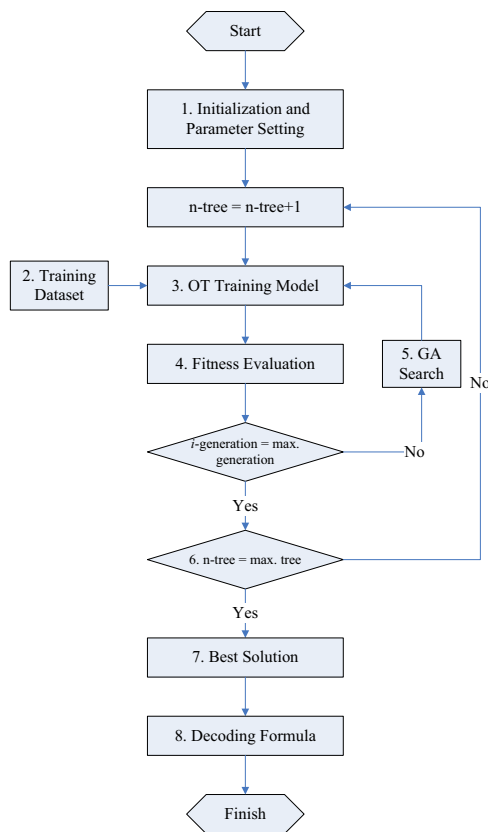 Start
1. Initialization and
Parameter Setting
n-tree = n-tree+1
2. Training
Dataset
3. OT Training Model
4. Fitness Evaluation
5. GA
Search
No
i-generation = max.
generation
No
Yes
6. n-tree = max. tree
Yes
7. Best Solution
8. Decoding Formula
Finish